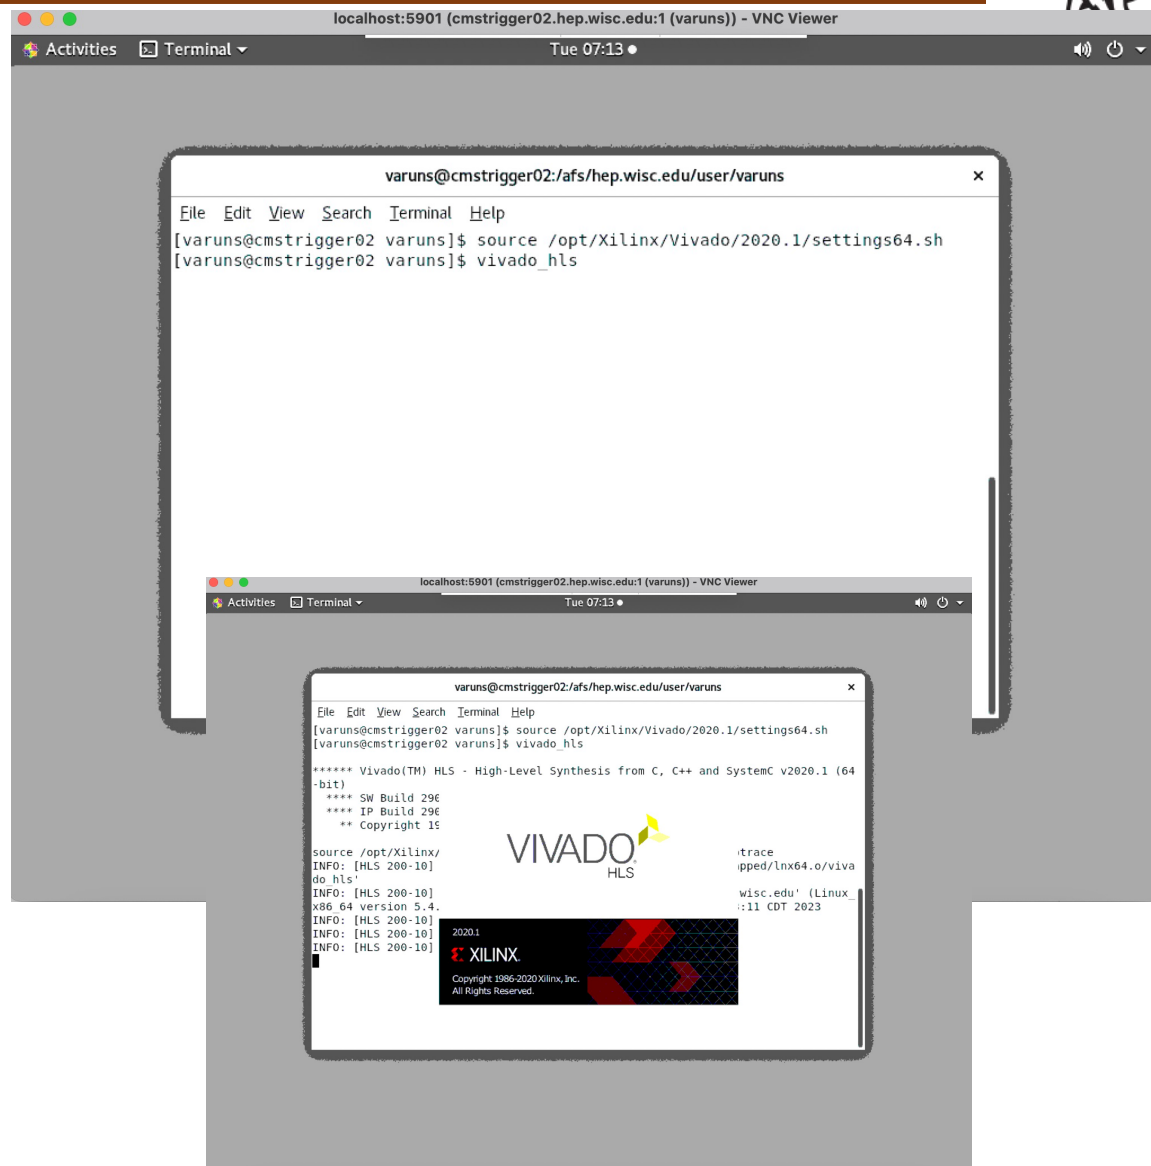 localhost:5901 (cmstrigger02.hep.wisc.edu:1 (varuns)) - VNC Viewer
Activities Terminal Tue 07:13
varuns@cmstrigger02:/afs/hep.wisc.edu/user/varuns
File Edit View Search Terminal Help
[varuns@cmstrigger02 varuns]$ source /opt/Xilinx/Vivado/2020.1/settings64.sh
[varuns@cmstrigger02 varuns]$ vivado_hls
localhost:5901 (cmstrigger02.hep.wisc.edu:1 (varuns)) - VNC Viewer
Activities Terminal Tue 07:13
varuns@cmstrigger02:/afs/hep.wisc.edu/user/varuns
File Edit View Search Terminal Help
[varuns@cmstrigger02 varuns]$ source /opt/Xilinx/Vivado/2020.1/settings64.sh
[varuns@cmstrigger02 varuns]$ vivado_hls
****** Vivado(TM) HLS - High-Level Synthesis from C, C++ and SystemC v2020.1 (64
-bit)
**** SW Build 296
**** IP Build 296
** Copyright 19
source /opt/Xilinx/ trace
INFO: [HLS 200-10] pped/lnx64.o/viva
do_hls'
INFO: [HLS 200-10] wisc.edu' (Linux_
x86_64 version 5.4. :11 CDT 2023
INFO: [HLS 200-10]
INFO: [HLS 200-10]
INFO: [HLS 200-10]
VIVADO
HLS
2020.1
XILINX
Copyright 1986-2020 Xilinx, Inc.
All Rights Reserved.